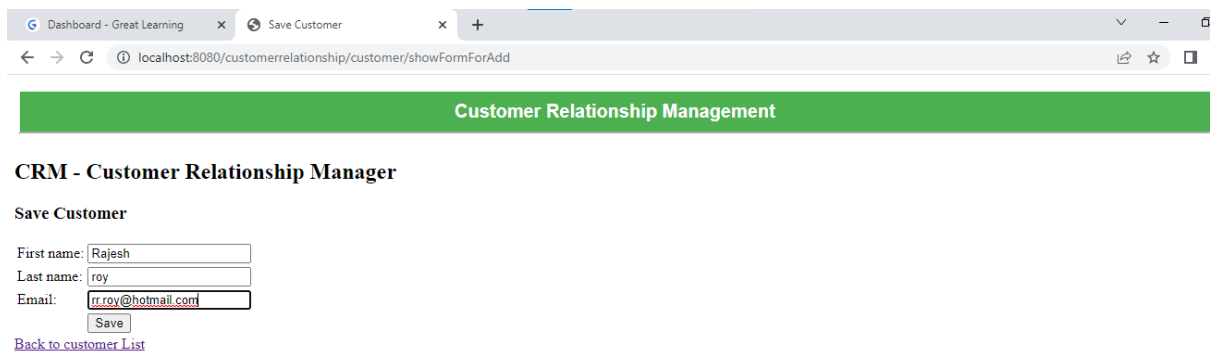 Dashboard - Great Learning Save Customer
localhost:8080/customerrelationship/customer/showFormForAdd
Customer Relationship Management
CRM - Customer Relationship Manager
Save Customer
First name: Rajesh
Last name: roy
Email: rr.roy@hotmail.com
Save
Back to customer List